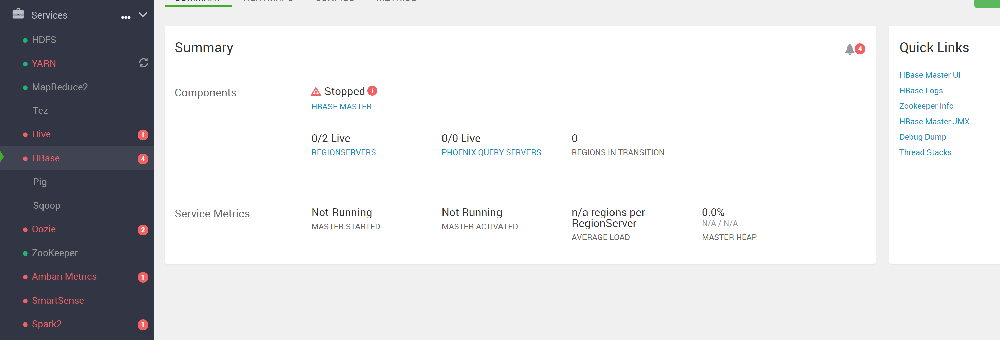 Services
HDFS
YARN
MapReduce2
Tez
Hive 1
HBase 4
Pig
Sqoop
Oozie 2
ZooKeeper
Ambari Metrics 1
SmartSense
Spark2 1
SUMMARY HEATMAPS CONFIGS METRICS
Summary 4
Components
Stopped 1
HBASE MASTER
0/2 Live 0/0 Live 0
REGIONSERVERS PHOENIX QUERY SERVERS REGIONS IN TRANSITION
Service Metrics
Not Running
MASTER STARTED
Not Running
MASTER ACTIVATED
n/a regions per
RegionServer
AVERAGE LOAD
0.0%
N/A / N/A
MASTER HEAP
Quick Links
HBase Master UI
HBase Logs
Zookeeper Info
HBase Master JMX
Debug Dump
Thread Stacks